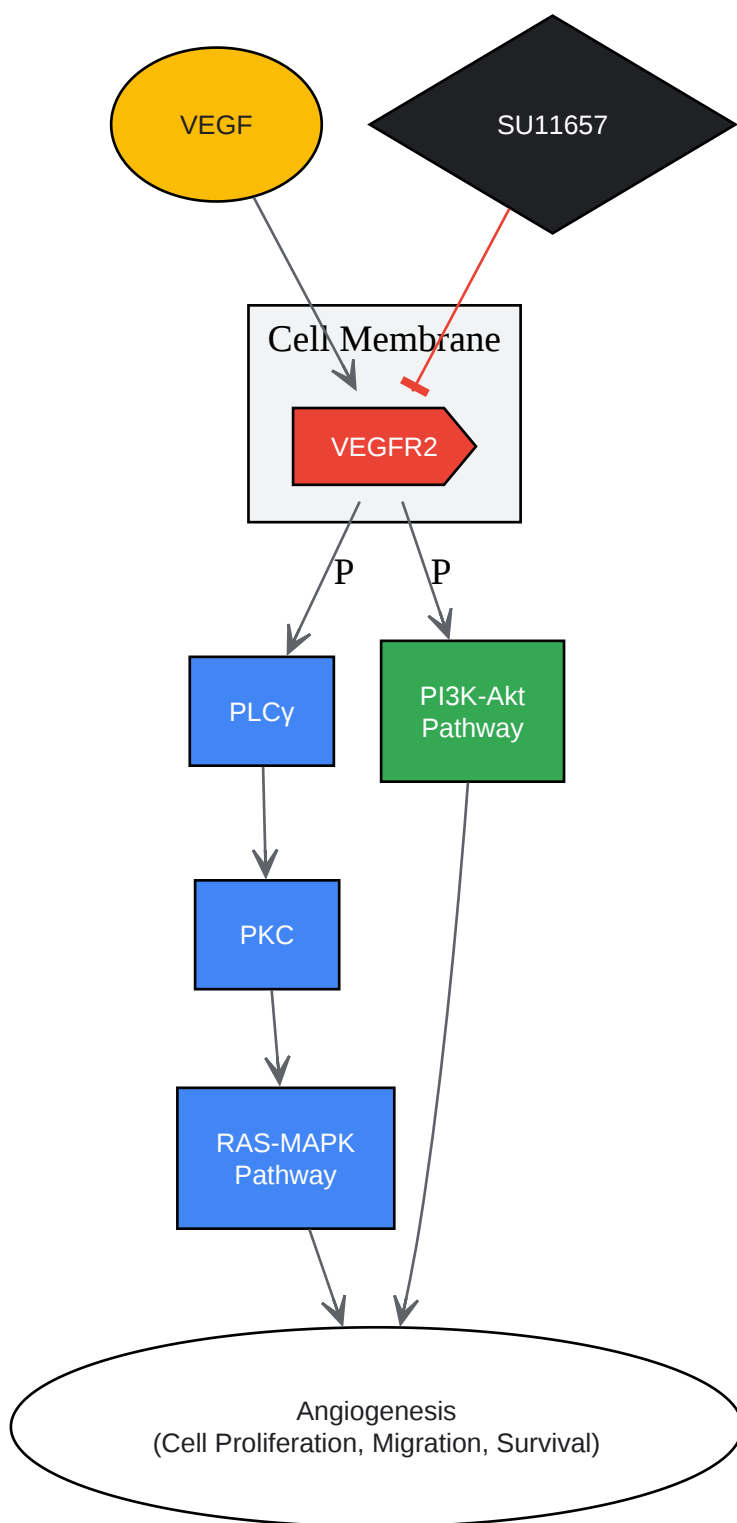 VEGF
SU11657
Cell Membrane
VEGFR2
P
P
PLCγ
PI3K-Akt
Pathway
PKC
RAS-MAPK
Pathway
Angiogenesis
(Cell Proliferation, Migration, Survival)